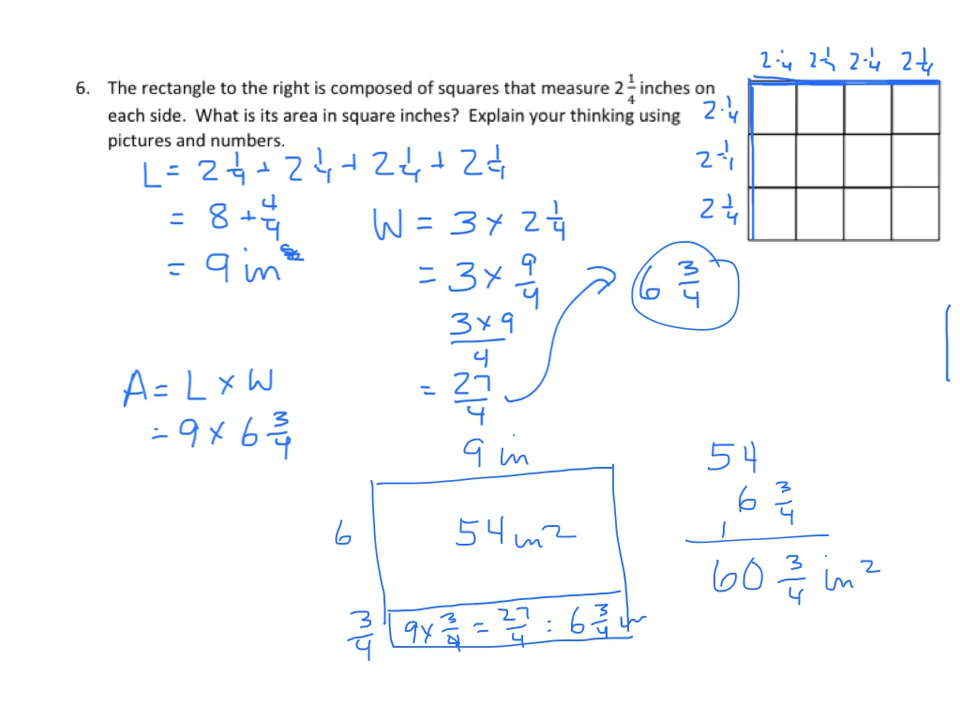 2 1/4 2 1/4 2 1/4 2 1/4
6. The rectangle to the right is composed of squares that measure 2 1/4 inches on
each side. What is its area in square inches? Explain your thinking using
pictures and numbers.
2 1/4
2 1/4
2 1/4
L = 2 1/4 + 2 1/4 + 2 1/4 + 2 1/4
= 8 + 4/4
= 9 in
W = 3 × 2 1/4
= 3 × 9/4
3 × 9 / 4
= 27/4
6 3/4
A = L × W
= 9 × 6 3/4
9 in
6
54 in2
3/4
9 × 3/4 = 27/4 = 6 3/4 in
54
6 3/4
1
60 3/4 in2